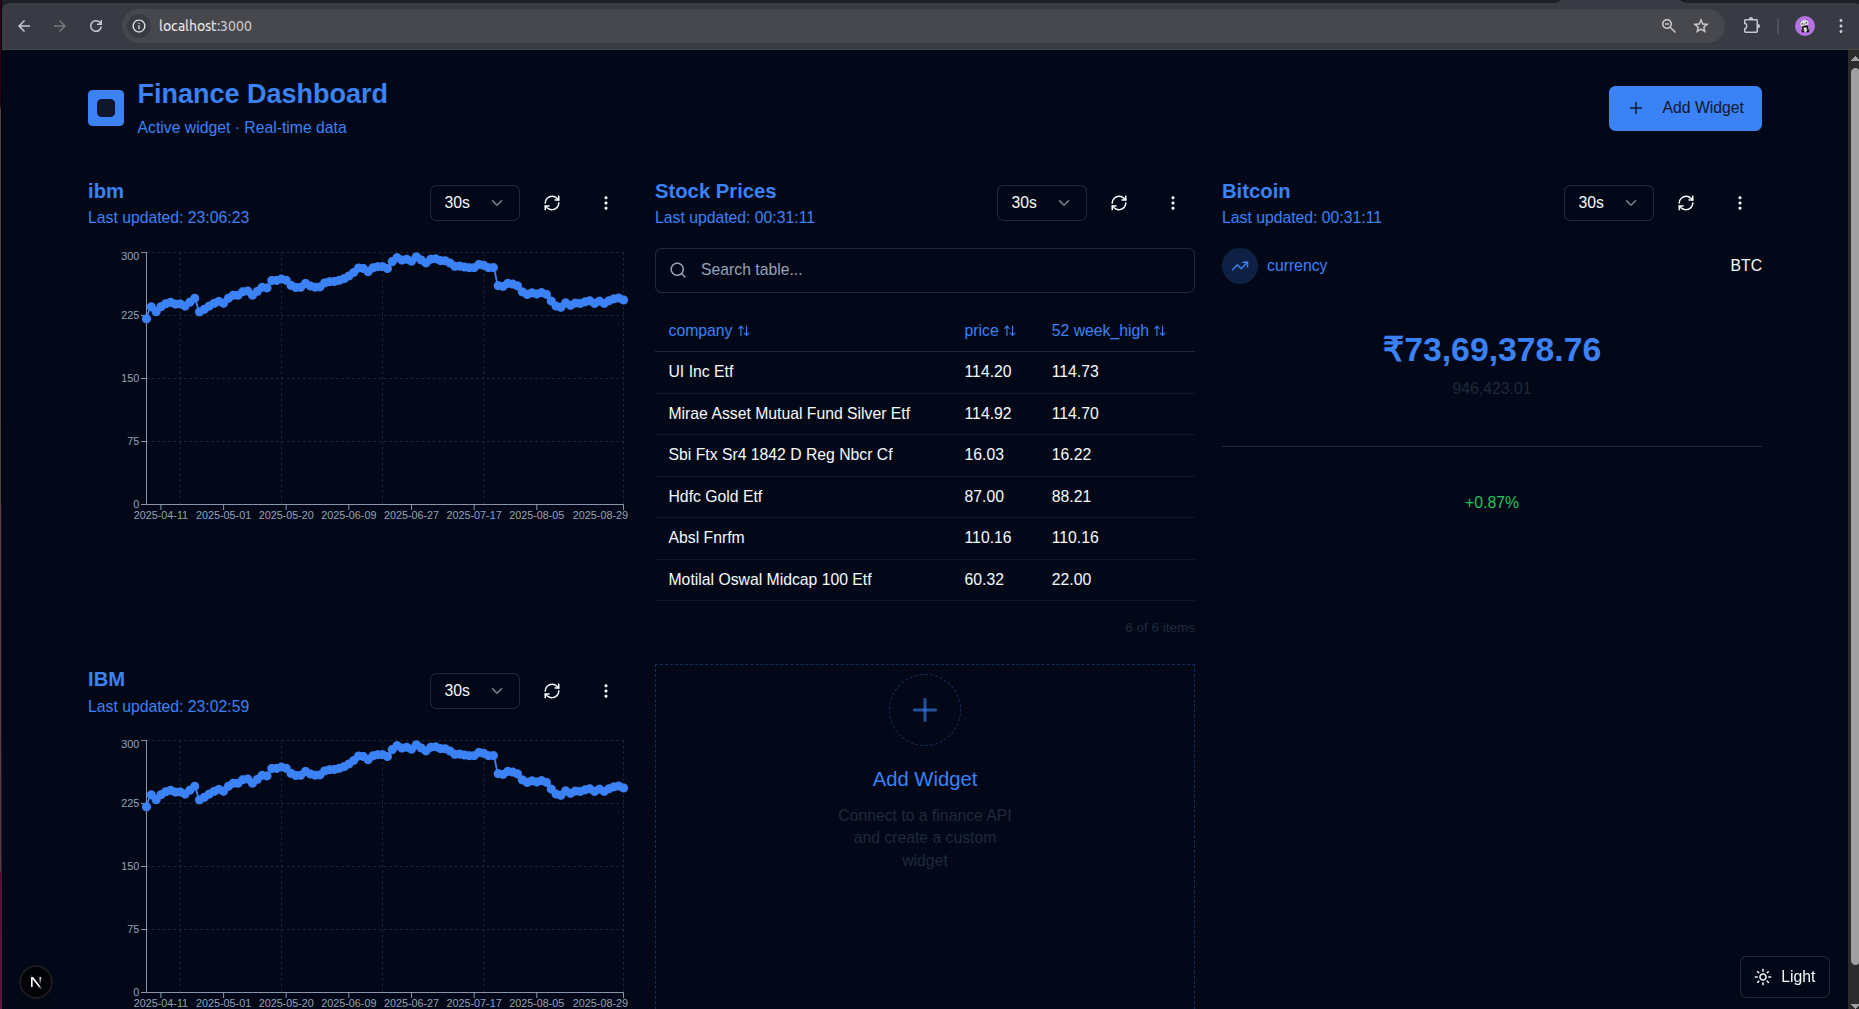 localhost:3000
Finance Dashboard
Active widget · Real-time data
Add Widget
ibm
Last updated: 23:06:23
30s
300
225
150
75
0
2025-04-11 2025-05-01 2025-05-20 2025-06-09 2025-06-27 2025-07-17 2025-08-05 2025-08-29
Stock Prices
Last updated: 00:31:11
30s
Search table...
company price 52 week_high
UI Inc Etf 114.20 114.73
Mirae Asset Mutual Fund Silver Etf 114.92 114.70
Sbi Ftx Sr4 1842 D Reg Nbcr Cf 16.03 16.22
Hdfc Gold Etf 87.00 88.21
Absl Fnrfm 110.16 110.16
Motilal Oswal Midcap 100 Etf 60.32 22.00
6 of 6 items
Bitcoin
Last updated: 00:31:11
30s
currency BTC
₹73,69,378.76
946,423.01
+0.87%
IBM
Last updated: 23:02:59
30s
300
225
150
75
0
2025-04-11 2025-05-01 2025-05-20 2025-06-09 2025-06-27 2025-07-17 2025-08-05 2025-08-29
Add Widget
Connect to a finance API
and create a custom
widget
N
Light